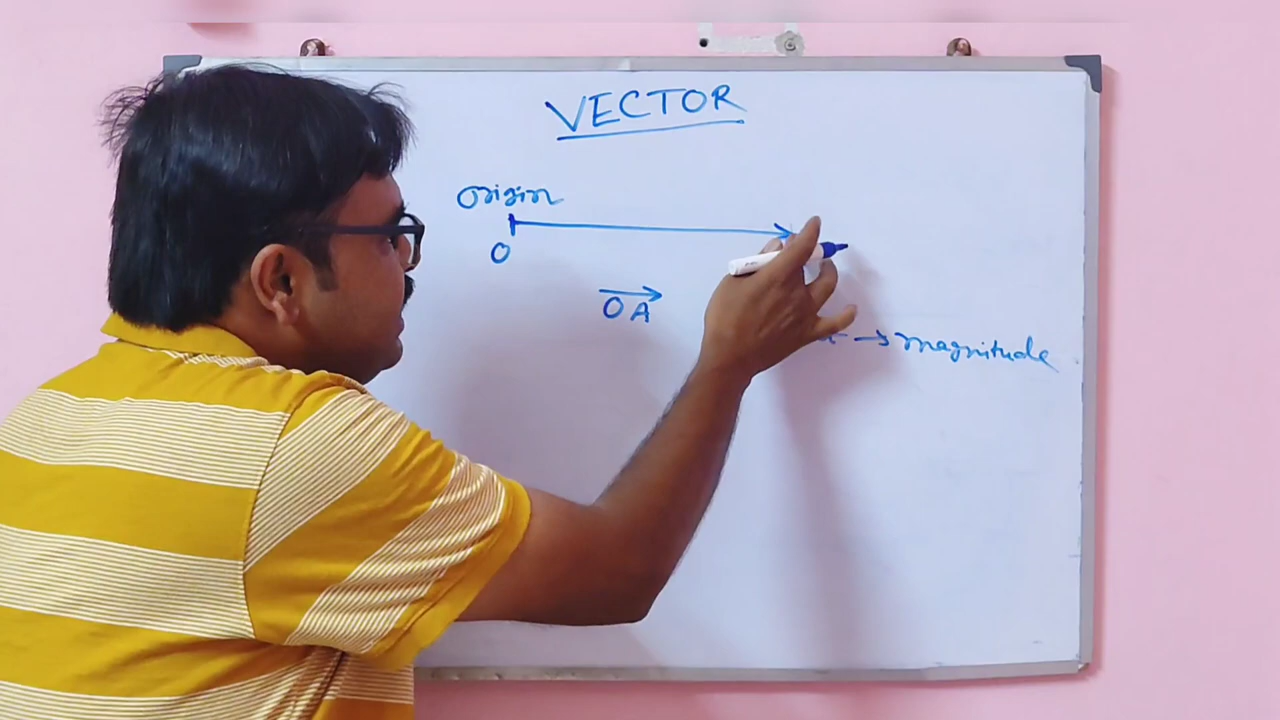 VECTOR
origin
O
OA
→ magnitude